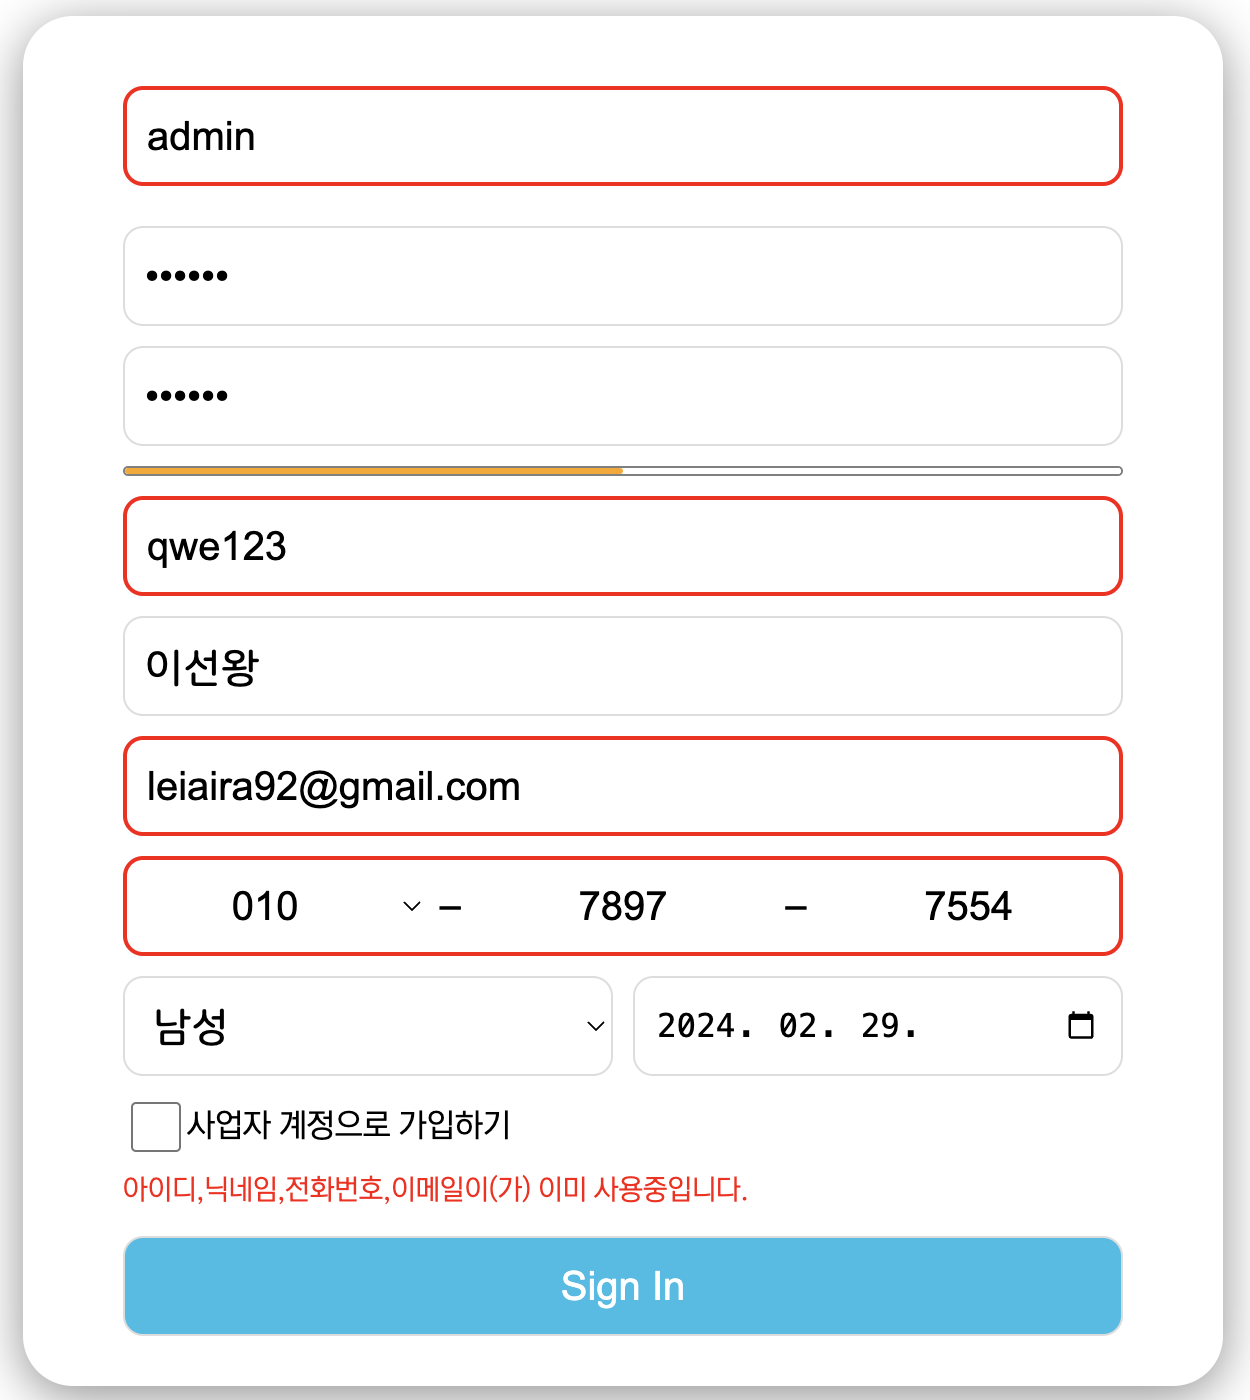 admin
••••••
••••••
qwe123
이선왕
leiaira92@gmail.com
010 – 7897 – 7554
남성 2024. 02. 29.
사업자 계정으로 가입하기
아이디,닉네임,전화번호,이메일이(가) 이미 사용중입니다.
Sign In